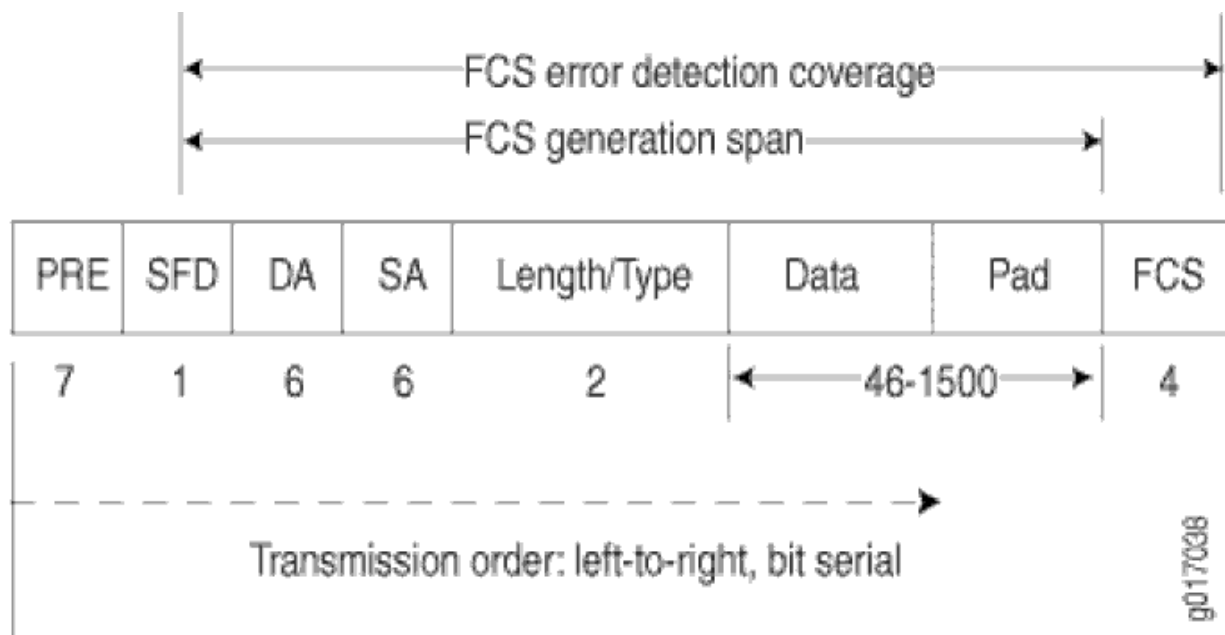 FCS error detection coverage
FCS generation span
PRE SFD DA SA Length/Type Data Pad FCS
7 1 6 6 2 46-1500 4
Transmission order: left-to-right, bit serial
g017038